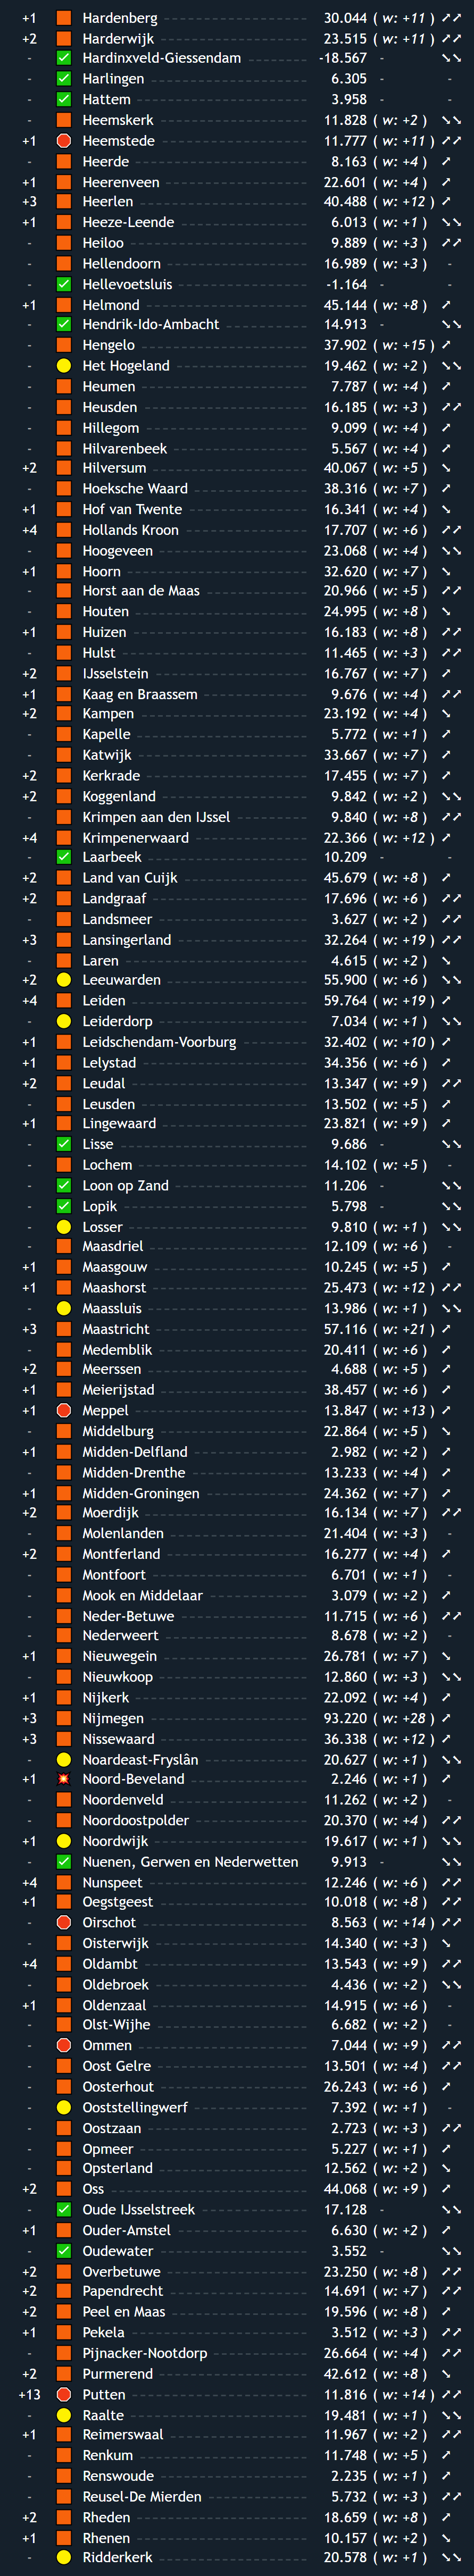 +1 Hardenberg 30.044 ( w: +11 )
+2 Harderwijk 23.515 ( w: +11 )
- Hardinxveld-Giessendam -18.567 -
- Harlingen 6.305 - -
- Hattem 3.958 - -
- Heemskerk 11.828 ( w: +2 )
+1 Heemstede 11.777 ( w: +11 )
- Heerde 8.163 ( w: +4 )
+1 Heerenveen 22.601 ( w: +4 )
+3 Heerlen 40.488 ( w: +12 )
+1 Heeze-Leende 6.013 ( w: +1 )
- Heiloo 9.889 ( w: +3 )
- Hellendoorn 16.989 ( w: +3 ) -
- Hellevoetsluis -1.164 - -
+1 Helmond 45.144 ( w: +8 )
- Hendrik-Ido-Ambacht 14.913 -
- Hengelo 37.902 ( w: +15 )
- Het Hogeland 19.462 ( w: +2 )
- Heumen 7.787 ( w: +4 )
- Heusden 16.185 ( w: +3 )
- Hillegom 9.099 ( w: +4 )
- Hilvarenbeek 5.567 ( w: +4 )
+2 Hilversum 40.067 ( w: +5 )
- Hoeksche Waard 38.316 ( w: +7 )
+1 Hof van Twente 16.341 ( w: +4 )
+4 Hollands Kroon 17.707 ( w: +6 )
- Hoogeveen 23.068 ( w: +4 )
+1 Hoorn 32.620 ( w: +7 )
- Horst aan de Maas 20.966 ( w: +5 )
- Houten 24.995 ( w: +8 )
+1 Huizen 16.183 ( w: +8 )
- Hulst 11.465 ( w: +3 )
+2 IJsselstein 16.767 ( w: +7 )
+1 Kaag en Braassem 9.676 ( w: +4 )
+2 Kampen 23.192 ( w: +4 )
- Kapelle 5.772 ( w: +1 )
- Katwijk 33.667 ( w: +7 )
+2 Kerkrade 17.455 ( w: +7 )
+2 Koggenland 9.842 ( w: +2 )
- Krimpen aan den IJssel 9.840 ( w: +8 )
+4 Krimpenerwaard 22.366 ( w: +12 )
- Laarbeek 10.209 - -
+2 Land van Cuijk 45.679 ( w: +8 )
+2 Landgraaf 17.696 ( w: +6 )
- Landsmeer 3.627 ( w: +2 )
+3 Lansingerland 32.264 ( w: +19 )
- Laren 4.615 ( w: +2 )
+2 Leeuwarden 55.900 ( w: +6 )
+4 Leiden 59.764 ( w: +19 )
- Leiderdorp 7.034 ( w: +1 )
+1 Leidschendam-Voorburg 32.402 ( w: +10 )
+1 Lelystad 34.356 ( w: +6 )
+2 Leudal 13.347 ( w: +9 )
- Leusden 13.502 ( w: +5 )
+1 Lingewaard 23.821 ( w: +9 )
- Lisse 9.686 -
- Lochem 14.102 ( w: +5 ) -
- Loon op Zand 11.206 -
- Lopik 5.798 -
- Losser 9.810 ( w: +1 )
- Maasdriel 12.109 ( w: +6 ) -
+1 Maasgouw 10.245 ( w: +5 )
+1 Maashorst 25.473 ( w: +12 )
- Maassluis 13.986 ( w: +1 )
+3 Maastricht 57.116 ( w: +21 )
- Medemblik 20.411 ( w: +6 )
+2 Meerssen 4.688 ( w: +5 )
+1 Meierijstad 38.457 ( w: +6 )
+1 Meppel 13.847 ( w: +13 )
- Middelburg 22.864 ( w: +5 )
+1 Midden-Delfland 2.982 ( w: +2 )
- Midden-Drenthe 13.233 ( w: +4 )
+1 Midden-Groningen 24.362 ( w: +7 )
+2 Moerdijk 16.134 ( w: +7 )
- Molenlanden 21.404 ( w: +3 ) -
+2 Montferland 16.277 ( w: +4 )
- Montfoort 6.701 ( w: +1 ) -
- Mook en Middelaar 3.079 ( w: +2 )
- Neder-Betuwe 11.715 ( w: +6 )
- Nederweert 8.678 ( w: +2 ) -
+1 Nieuwegein 26.781 ( w: +7 )
- Nieuwkoop 12.860 ( w: +3 )
+1 Nijkerk 22.092 ( w: +4 )
+3 Nijmegen 93.220 ( w: +28 )
+3 Nissewaard 36.338 ( w: +12 )
- Noardeast-Fryslân 20.627 ( w: +1 )
+1 Noord-Beveland 2.246 ( w: +1 )
- Noordenveld 11.262 ( w: +2 ) -
- Noordoostpolder 20.370 ( w: +4 )
+1 Noordwijk 19.617 ( w: +1 )
- Nuenen, Gerwen en Nederwetten 9.913 -
+4 Nunspeet 12.246 ( w: +6 )
+1 Oegstgeest 10.018 ( w: +8 )
- Oirschot 8.563 ( w: +14 )
- Oisterwijk 14.340 ( w: +3 )
+4 Oldambt 13.543 ( w: +9 )
- Oldebroek 4.436 ( w: +2 )
+1 Oldenzaal 14.915 ( w: +6 ) -
- Olst-Wijhe 6.682 ( w: +2 ) -
- Ommen 7.044 ( w: +9 )
- Oost Gelre 13.501 ( w: +4 )
- Oosterhout 26.243 ( w: +6 )
- Ooststellingwerf 7.392 ( w: +1 ) -
- Oostzaan 2.723 ( w: +3 )
- Opmeer 5.227 ( w: +1 )
- Opsterland 12.562 ( w: +2 )
+2 Oss 44.068 ( w: +9 )
- Oude IJsselstreek 17.128 -
+1 Ouder-Amstel 6.630 ( w: +2 )
- Oudewater 3.552 -
+2 Overbetuwe 23.250 ( w: +8 )
+2 Papendrecht 14.691 ( w: +7 )
+2 Peel en Maas 19.596 ( w: +8 )
+1 Pekela 3.512 ( w: +3 )
- Pijnacker-Nootdorp 26.664 ( w: +4 )
+2 Purmerend 42.612 ( w: +8 )
+13 Putten 11.816 ( w: +14 )
- Raalte 19.481 ( w: +1 )
+1 Reimerswaal 11.967 ( w: +2 )
- Renkum 11.748 ( w: +5 )
- Renswoude 2.235 ( w: +1 )
- Reusel-De Mierden 5.732 ( w: +3 )
+2 Rheden 18.659 ( w: +8 )
+1 Rhenen 10.157 ( w: +2 )
- Ridderkerk 20.578 ( w: +1 )